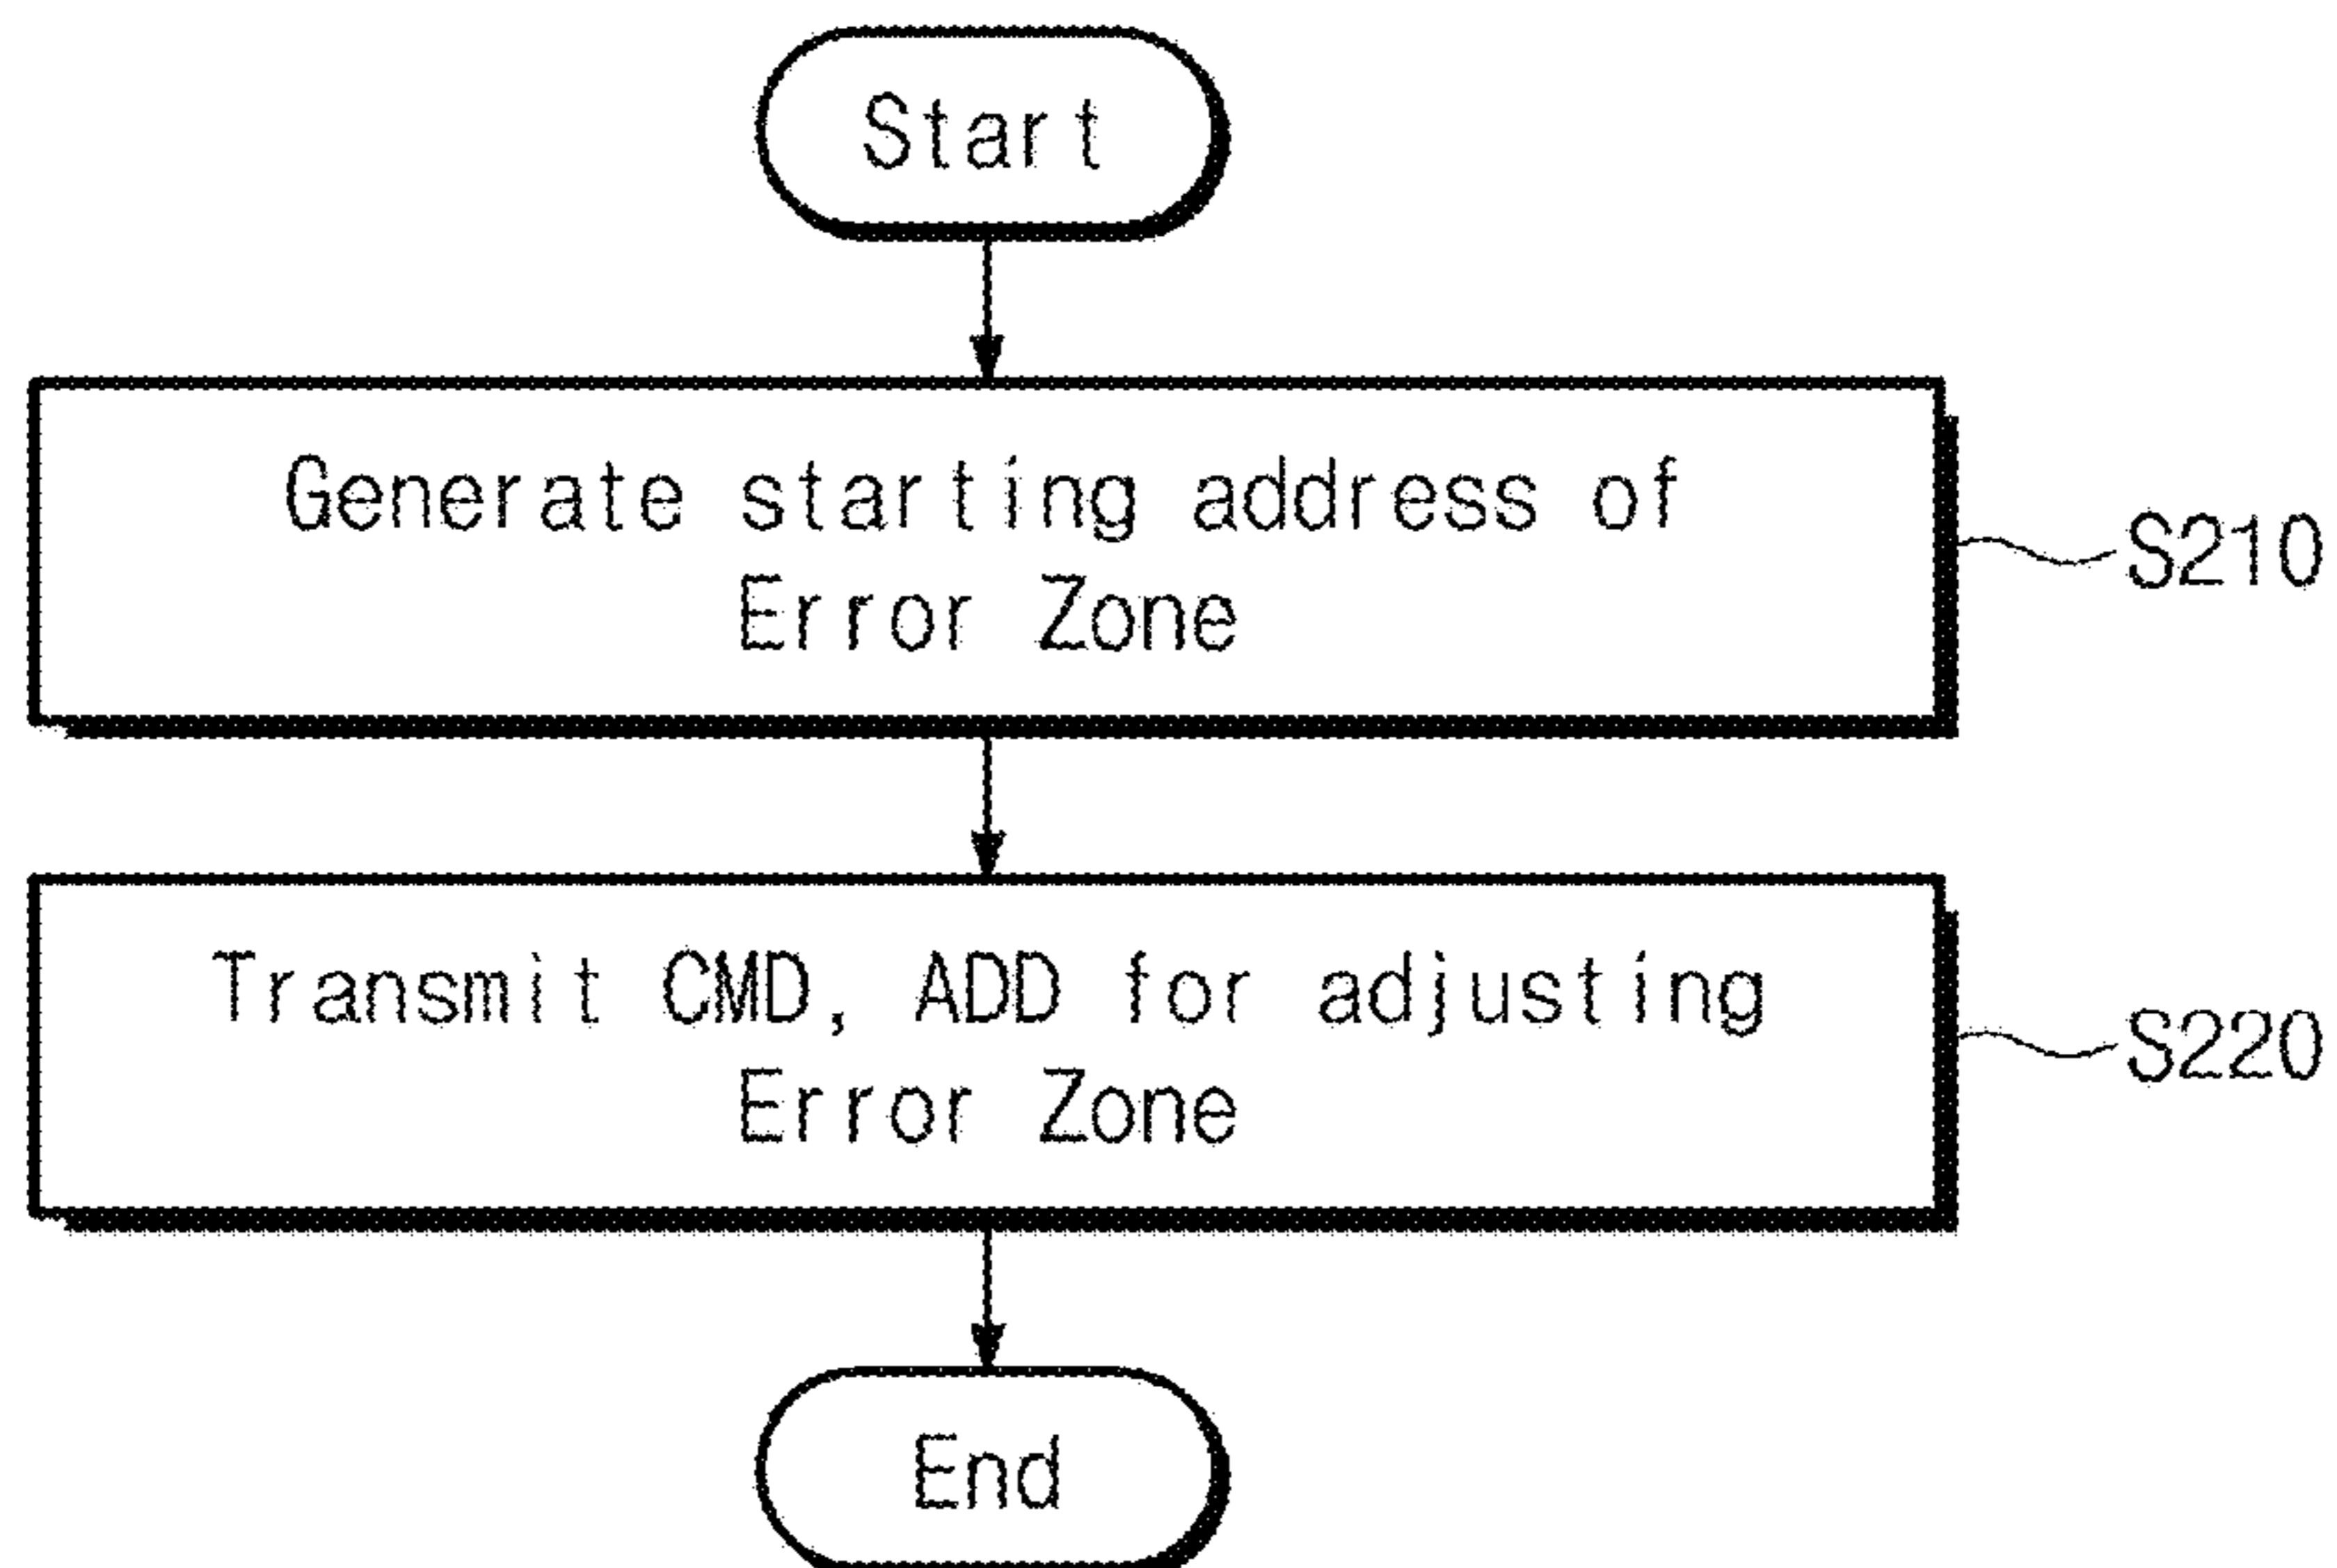 Start
Generate starting address of
Error Zone
S210
Transmit CMD, ADD for adjusting
Error Zone
S220
End